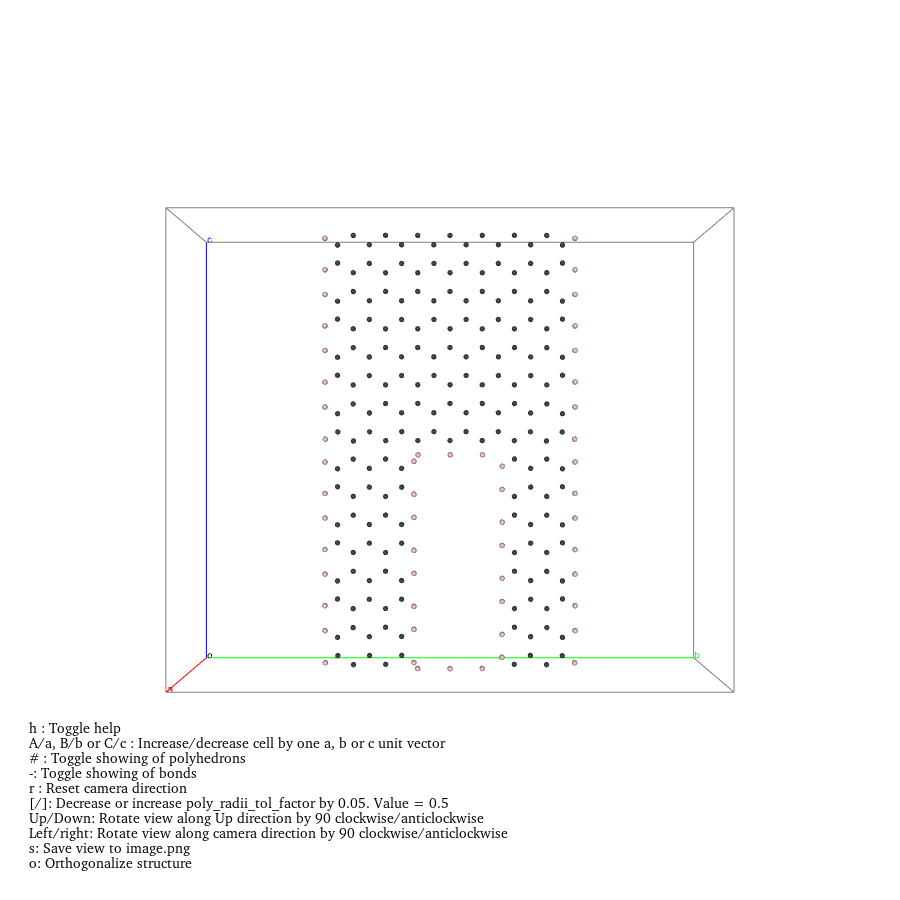 c
o
b
a
h : Toggle help
A/a, B/b or C/c : Increase/decrease cell by one a, b or c unit vector
# : Toggle showing of polyhedrons
-: Toggle showing of bonds
r : Reset camera direction
[/]: Decrease or increase poly_radii_tol_factor by 0.05. Value = 0.5
Up/Down: Rotate view along Up direction by 90 clockwise/anticlockwise
Left/right: Rotate view along camera direction by 90 clockwise/anticlockwise
s: Save view to image.png
o: Orthogonalize structure